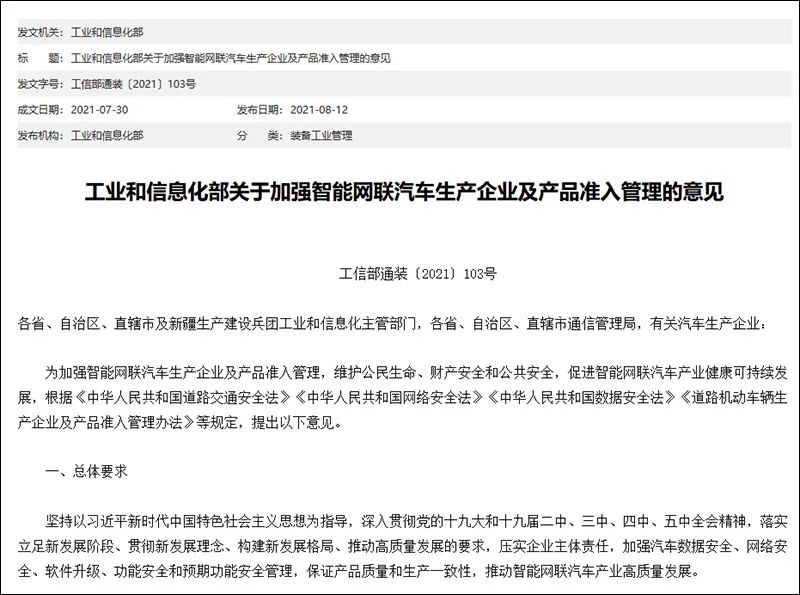 发文机关： 工业和信息化部
标　　题： 工业和信息化部关于加强智能网联汽车生产企业及产品准入管理的意见
发文字号： 工信部通装〔2021〕103号
成文日期： 2021-07-30 发布日期： 2021-08-12
发布机构： 工业和信息化部 分　　类： 装备工业管理
工业和信息化部关于加强智能网联汽车生产企业及产品准入管理的意见
工信部通装〔2021〕103号
各省、自治区、直辖市及新疆生产建设兵团工业和信息化主管部门，各省、自治区、直辖市通信管理局，有关汽车生产企业：
为加强智能网联汽车生产企业及产品准入管理，维护公民生命、财产安全和公共安全，促进智能网联汽车产业健康可持续发
展，根据《中华人民共和国道路交通安全法》《中华人民共和国网络安全法》《中华人民共和国数据安全法》《道路机动车辆生
产企业及产品准入管理办法》等规定，提出以下意见。
一、总体要求
坚持以习近平新时代中国特色社会主义思想为指导，深入贯彻党的十九大和十九届二中、三中、四中、五中全会精神，落实
立足新发展阶段、贯彻新发展理念、构建新发展格局、推动高质量发展的要求，压实企业主体责任，加强汽车数据安全、网络安
全、软件升级、功能安全和预期功能安全管理，保证产品质量和生产一致性，推动智能网联汽车产业高质量发展。